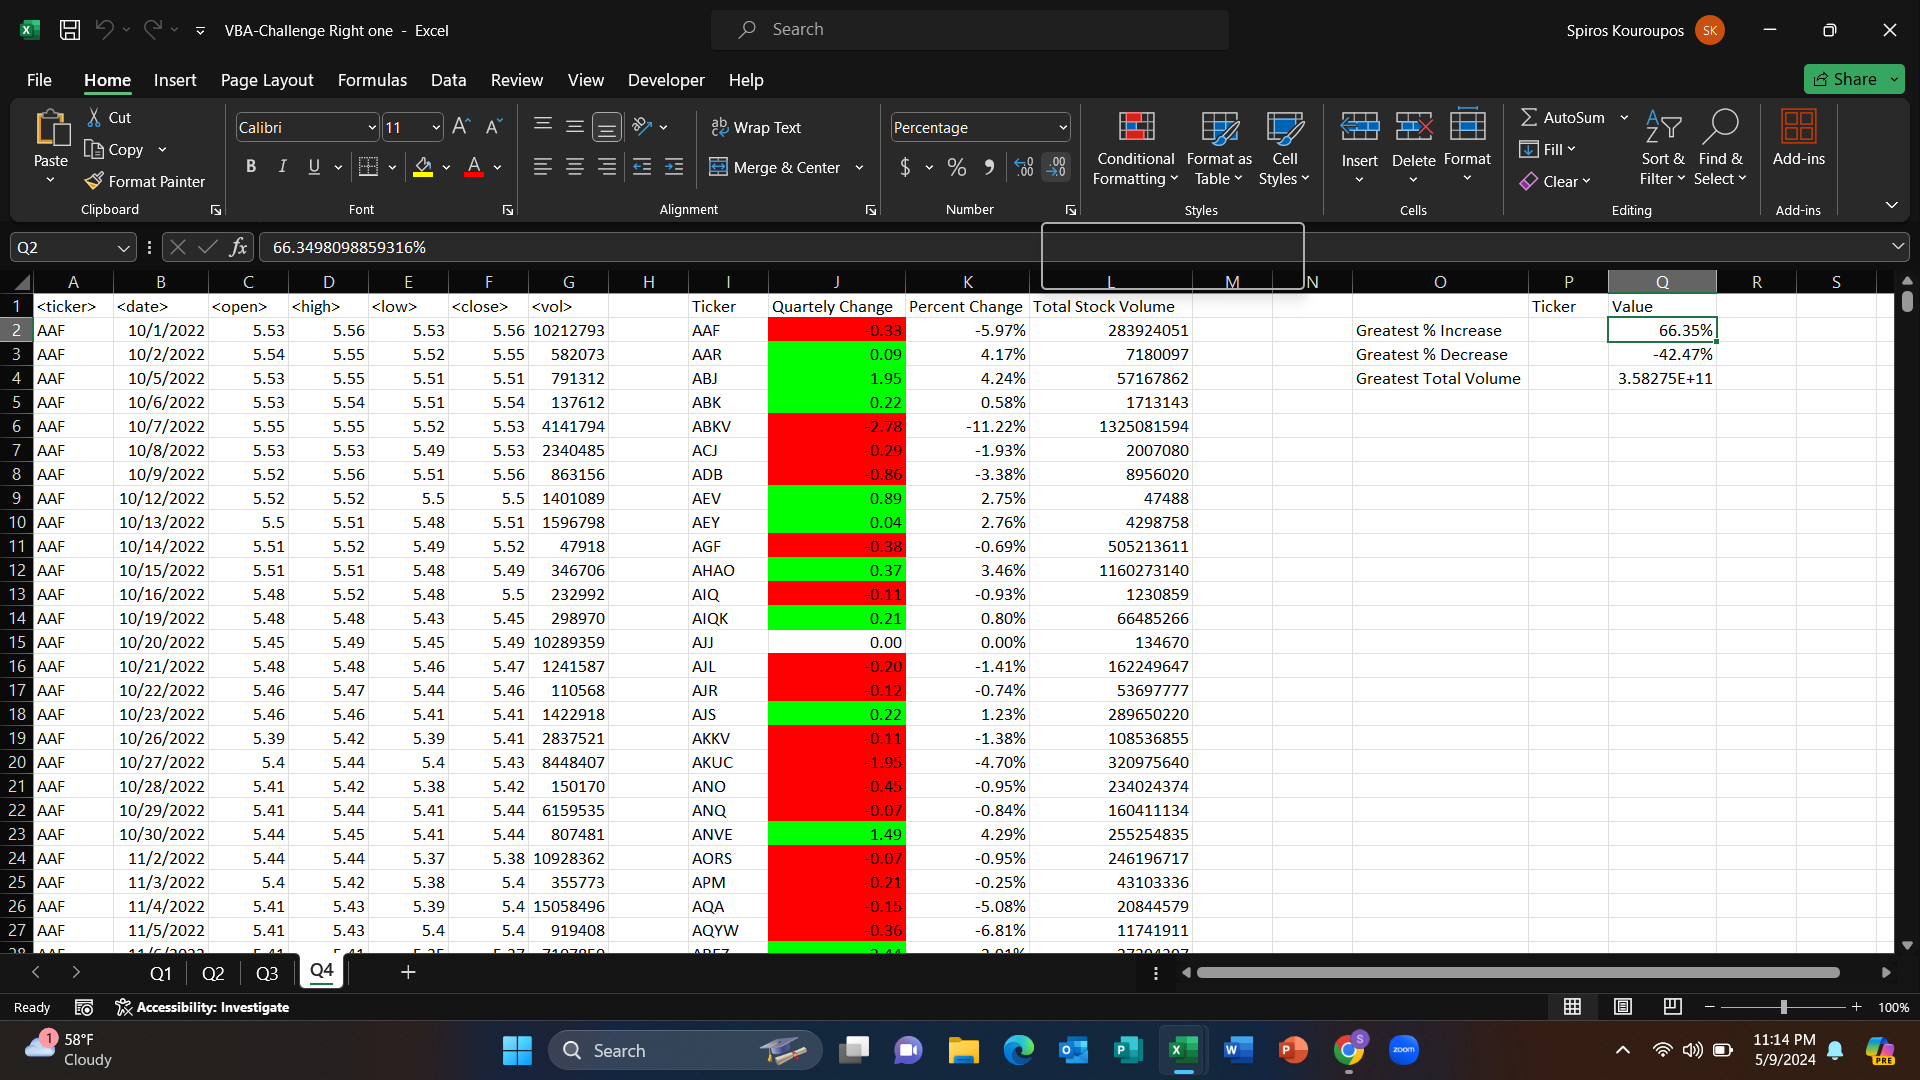 VBA-Challenge Right one - Excel
Search
Spiros Kouroupos
SK
File Home Insert Page Layout Formulas Data Review View Developer Help
Share
Paste
Cut
Copy
Format Painter
Clipboard
Calibri 11
B I U
Font
Wrap Text
Merge & Center
Alignment
Percentage
$ % 9
Number
Conditional Formatting
Format as Table
Cell Styles
Styles
Insert Delete Format
Cells
AutoSum
Fill
Clear
Sort & Filter
Find & Select
Editing
Add-ins
Add-ins
Q2 fx 66.3498098859316%
A B C D E F G H I J K L M N O P Q R S
1 <ticker> <date> <open> <high> <low> <close> <vol> Ticker Quartely Change Percent Change Total Stock Volume Ticker Value
2 AAF 10/1/2022 5.53 5.56 5.53 5.56 10212793 AAF -0.33 -5.97% 283924051 Greatest % Increase 66.35%
3 AAF 10/2/2022 5.54 5.55 5.52 5.55 582073 AAR 0.09 4.17% 7180097 Greatest % Decrease -42.47%
4 AAF 10/5/2022 5.53 5.55 5.51 5.51 791312 ABJ 1.95 4.24% 57167862 Greatest Total Volume 3.58275E+11
5 AAF 10/6/2022 5.53 5.54 5.51 5.54 137612 ABK 0.22 0.58% 1713143
6 AAF 10/7/2022 5.55 5.55 5.52 5.53 4141794 ABKV -2.78 -11.22% 1325081594
7 AAF 10/8/2022 5.53 5.53 5.49 5.53 2340485 ACJ -0.29 -1.93% 2007080
8 AAF 10/9/2022 5.52 5.56 5.51 5.56 863156 ADB -0.86 -3.38% 8956020
9 AAF 10/12/2022 5.52 5.52 5.5 5.5 1401089 AEV 0.89 2.75% 47488
10 AAF 10/13/2022 5.5 5.51 5.48 5.51 1596798 AEY 0.04 2.76% 4298758
11 AAF 10/14/2022 5.51 5.52 5.49 5.52 47918 AGF -0.38 -0.69% 505213611
12 AAF 10/15/2022 5.51 5.51 5.48 5.49 346706 AHAO 0.37 3.46% 1160273140
13 AAF 10/16/2022 5.48 5.52 5.48 5.5 232992 AIQ -0.11 -0.93% 1230859
14 AAF 10/19/2022 5.48 5.48 5.43 5.45 298970 AIQK 0.21 0.80% 66485266
15 AAF 10/20/2022 5.45 5.49 5.45 5.49 10289359 AJJ 0.00 0.00% 134670
16 AAF 10/21/2022 5.48 5.48 5.46 5.47 1241587 AJL -0.20 -1.41% 162249647
17 AAF 10/22/2022 5.46 5.47 5.44 5.46 110568 AJR -0.12 -0.74% 53697777
18 AAF 10/23/2022 5.46 5.46 5.41 5.41 1422918 AJS 0.22 1.23% 289650220
19 AAF 10/26/2022 5.39 5.42 5.39 5.41 2837521 AKKV -0.11 -1.38% 108536855
20 AAF 10/27/2022 5.4 5.44 5.4 5.43 8448407 AKUC -1.95 -4.70% 320975640
21 AAF 10/28/2022 5.41 5.42 5.38 5.42 150170 ANO -0.45 -0.95% 234024374
22 AAF 10/29/2022 5.41 5.44 5.41 5.44 6159535 ANQ -0.07 -0.84% 160411134
23 AAF 10/30/2022 5.44 5.45 5.41 5.44 807481 ANVE 1.49 4.29% 255254835
24 AAF 11/2/2022 5.44 5.44 5.37 5.38 10928362 AORS -0.07 -0.95% 246196717
25 AAF 11/3/2022 5.4 5.42 5.38 5.4 355773 APM -0.21 -0.25% 43103336
26 AAF 11/4/2022 5.41 5.43 5.39 5.4 15058496 AQA -0.15 -5.08% 20844579
27 AAF 11/5/2022 5.41 5.43 5.4 5.4 919408 AQYW -0.36 -6.81% 11741911
Q1 Q2 Q3 Q4
Ready Accessibility: Investigate 100%
1 58°F
Cloudy
Search
zoom
11:14 PM
5/9/2024
PRE